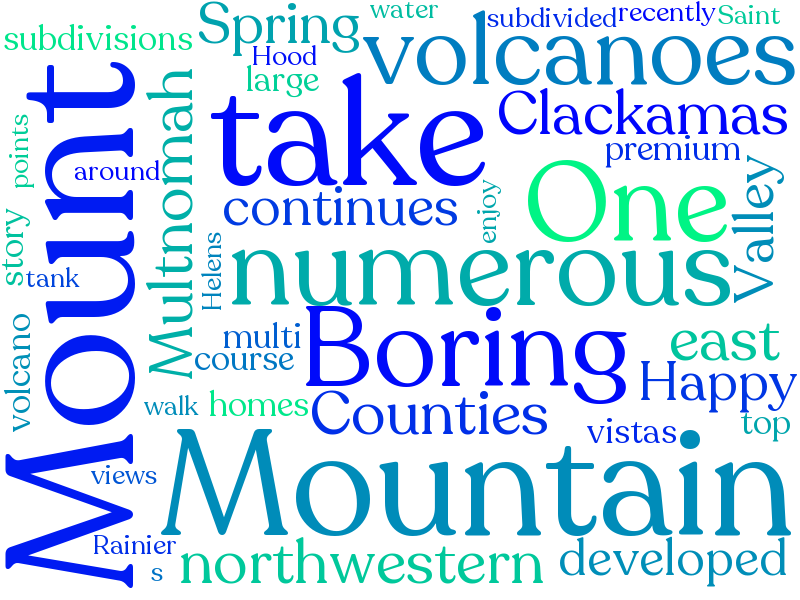 water
subdivided
recently
Saint
subdivisions
Spring
Hood
large
volcanoes
take
Clackamas
premium
points
around
Mount
Multnomah
continues
enjoy
One
Valley
story
tank
Helens
numerous
volcano
multi
course
Boring
east
Happy
walk
homes
Counties
vistas
top
views
Mountain
Rainier
s
northwestern
developed